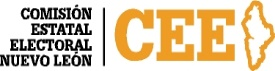 COMISIÓN
ESTATAL
ELECTORAL
NUEVO LEÓN
CEE